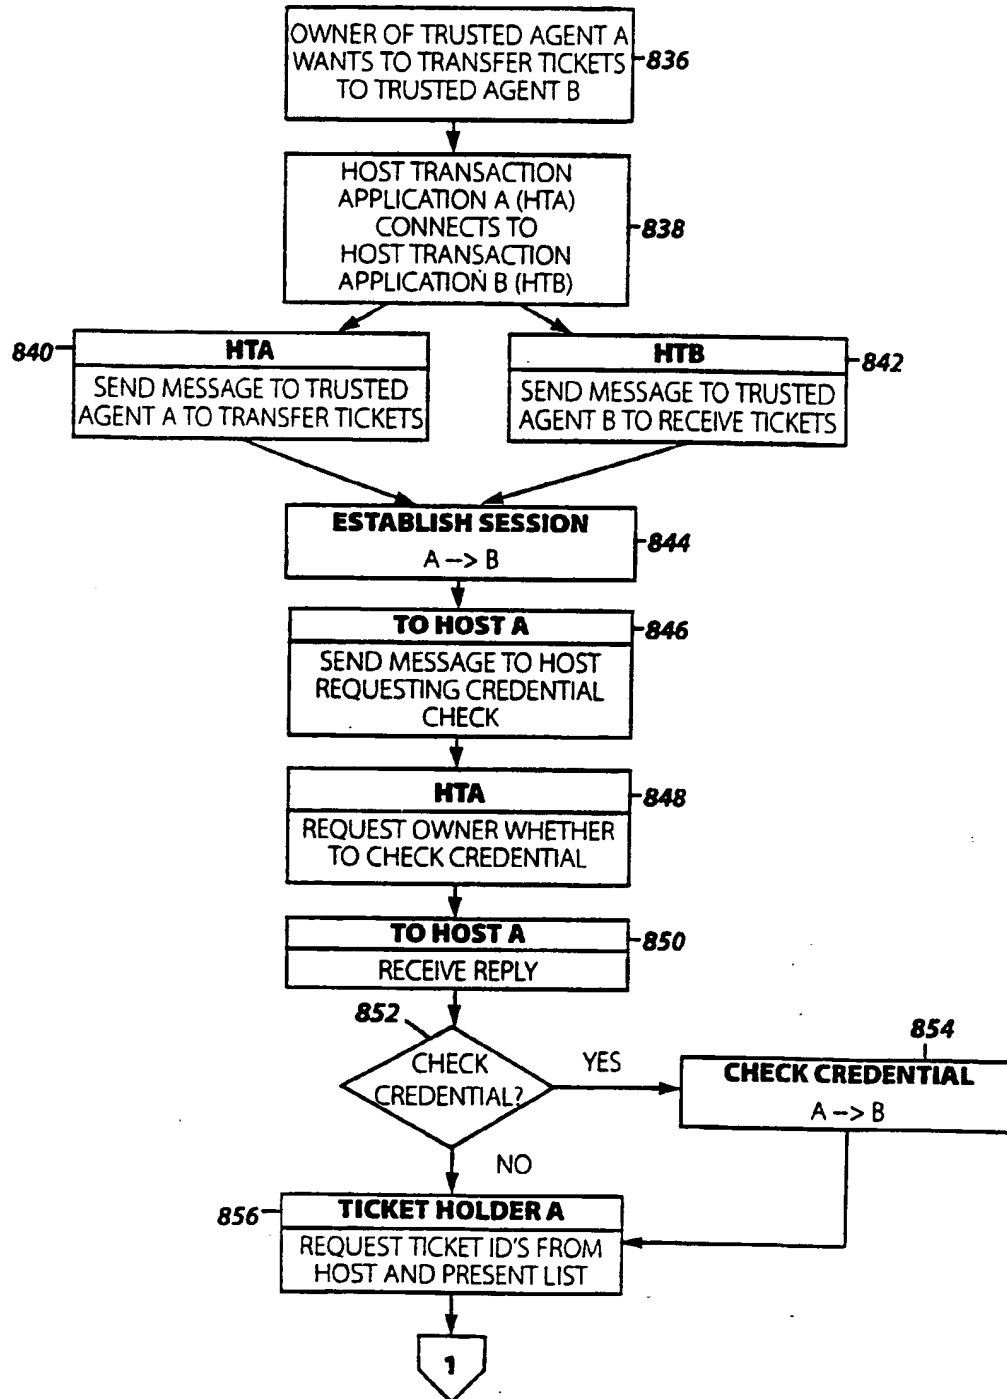 OWNER OF TRUSTED AGENT A
WANTS TO TRANSFER TICKETS
TO TRUSTED AGENT B
836
HOST TRANSACTION
APPLICATION A (HTA)
CONNECTS TO
HOST TRANSACTION
APPLICATION B (HTB)
838
840
HTA
SEND MESSAGE TO TRUSTED
AGENT A TO TRANSFER TICKETS
HTB
842
SEND MESSAGE TO TRUSTED
AGENT B TO RECEIVE TICKETS
ESTABLISH SESSION
A --> B
844
TO HOST A
846
SEND MESSAGE TO HOST
REQUESTING CREDENTIAL
CHECK
HTA
848
REQUEST OWNER WHETHER
TO CHECK CREDENTIAL
TO HOST A
850
RECEIVE REPLY
852
CHECK
CREDENTIAL?
YES
854
CHECK CREDENTIAL
A --> B
NO
856
TICKET HOLDER A
REQUEST TICKET ID'S FROM
HOST AND PRESENT LIST
1